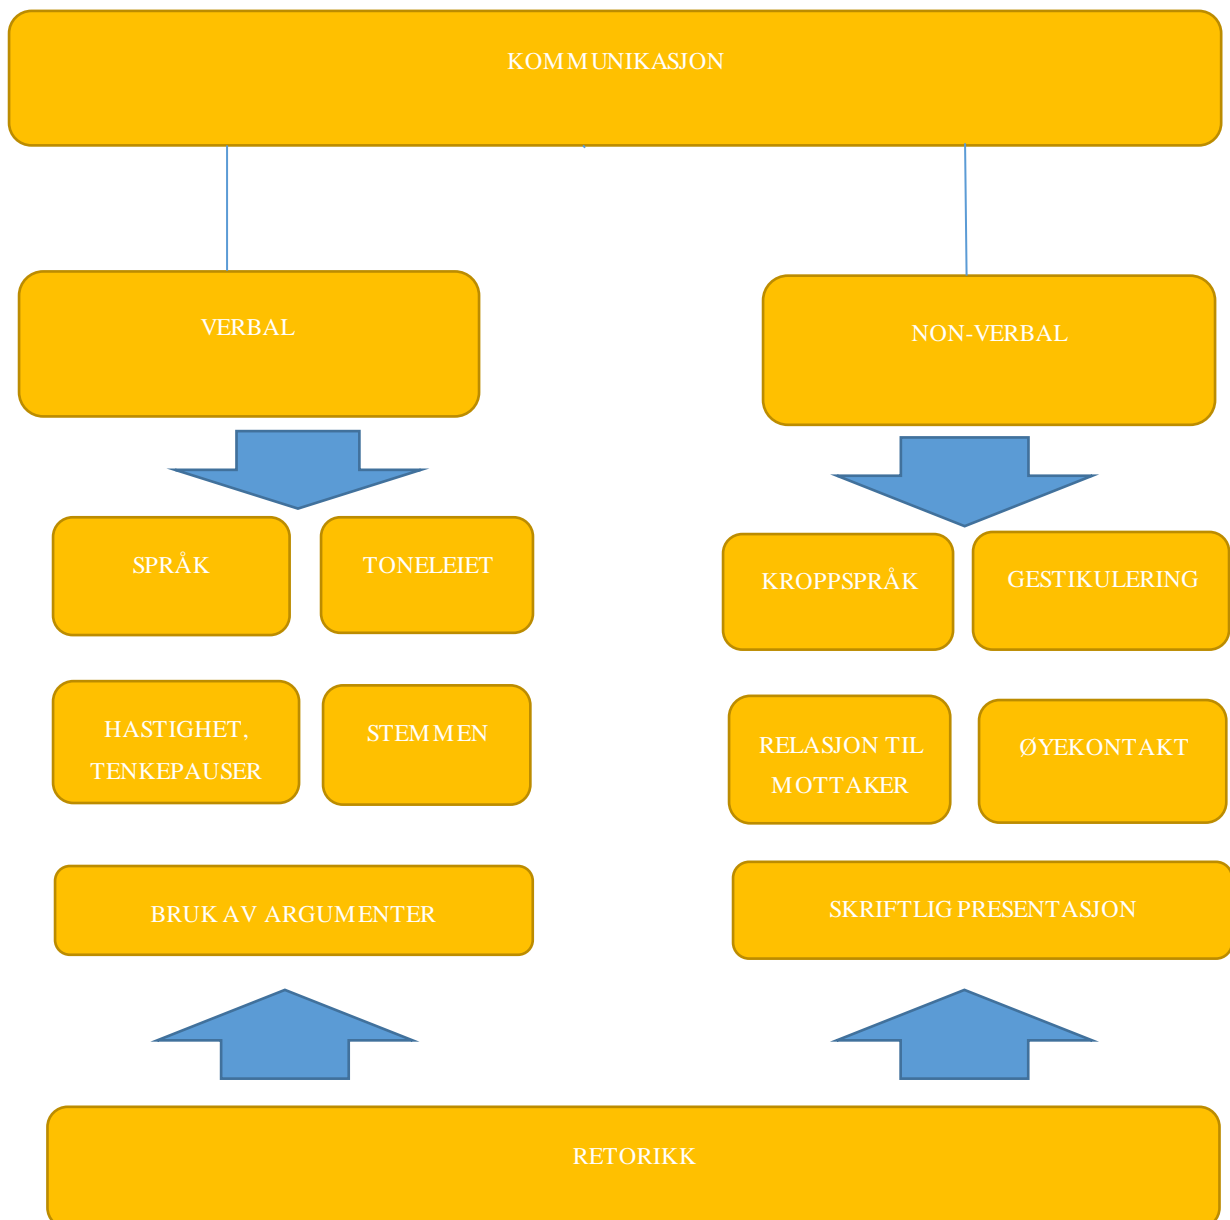 KOMMUNIKASJON
VERBAL
NON-VERBAL
SPRÅK
TONELEIET
HASTIGHET,
TENKEPAUSER
STEMMEN
BRUK AV ARGUMENTER
KROPPSPRÅK
GESTIKULERING
RELASJON TIL
MOTTAKER
ØYEKONTAKT
SKRIFTLIG PRESENTASJON
RETORIKK